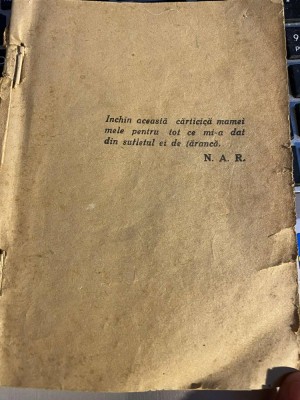 Inchin această cărticică mamei
mele pentru tot ce mi-a dat
din sufletul ei de țărancă.
N. A. R.